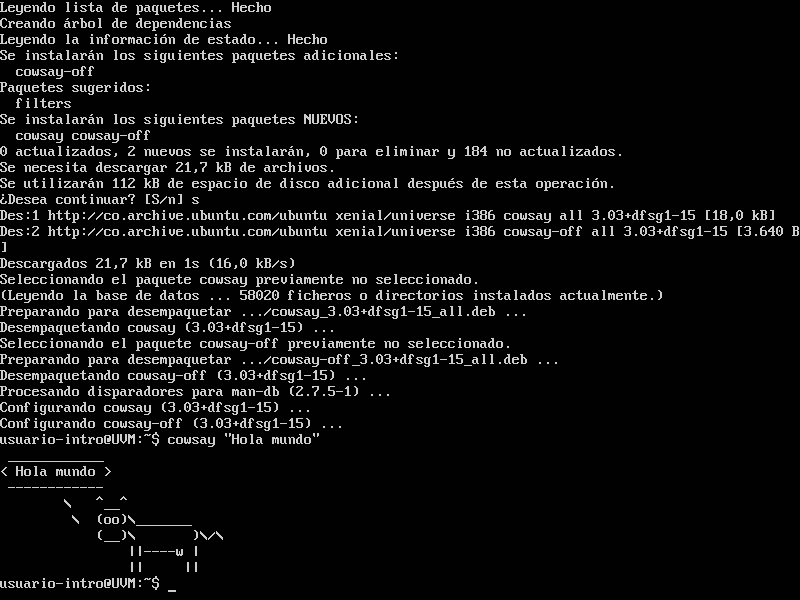 Leyendo lista de paquetes... Hecho
Creando árbol de dependencias
Leyendo la información de estado... Hecho
Se instalarán los siguientes paquetes adicionales:
  cowsay-off
Paquetes sugeridos:
  filters
Se instalarán los siguientes paquetes NUEVOS:
  cowsay cowsay-off
0 actualizados, 2 nuevos se instalarán, 0 para eliminar y 184 no actualizados.
Se necesita descargar 21,7 kB de archivos.
Se utilizarán 112 kB de espacio de disco adicional después de esta operación.
¿Desea continuar? [S/n] s
Des:1 http://co.archive.ubuntu.com/ubuntu xenial/universe i386 cowsay all 3.03+dfsg1-15 [18,0 kB]
Des:2 http://co.archive.ubuntu.com/ubuntu xenial/universe i386 cowsay-off all 3.03+dfsg1-15 [3.640 B
]
Descargados 21,7 kB en 1s (16,0 kB/s)
Seleccionando el paquete cowsay previamente no seleccionado.
(Leyendo la base de datos ... 58020 ficheros o directorios instalados actualmente.)
Preparando para desempaquetar .../cowsay_3.03+dfsg1-15_all.deb ...
Desempaquetando cowsay (3.03+dfsg1-15) ...
Seleccionando el paquete cowsay-off previamente no seleccionado.
Preparando para desempaquetar .../cowsay-off_3.03+dfsg1-15_all.deb ...
Desempaquetando cowsay-off (3.03+dfsg1-15) ...
Procesando disparadores para man-db (2.7.5-1) ...
Configurando cowsay (3.03+dfsg1-15) ...
Configurando cowsay-off (3.03+dfsg1-15) ...
usuario-intro@UVM:~$ cowsay "Hola mundo"
 ____________
< Hola mundo >
 ------------
        \   ^__^
         \  (oo)\_______
            (__)\       )\/\
                ||----w |
                ||     ||
usuario-intro@UVM:~$ _